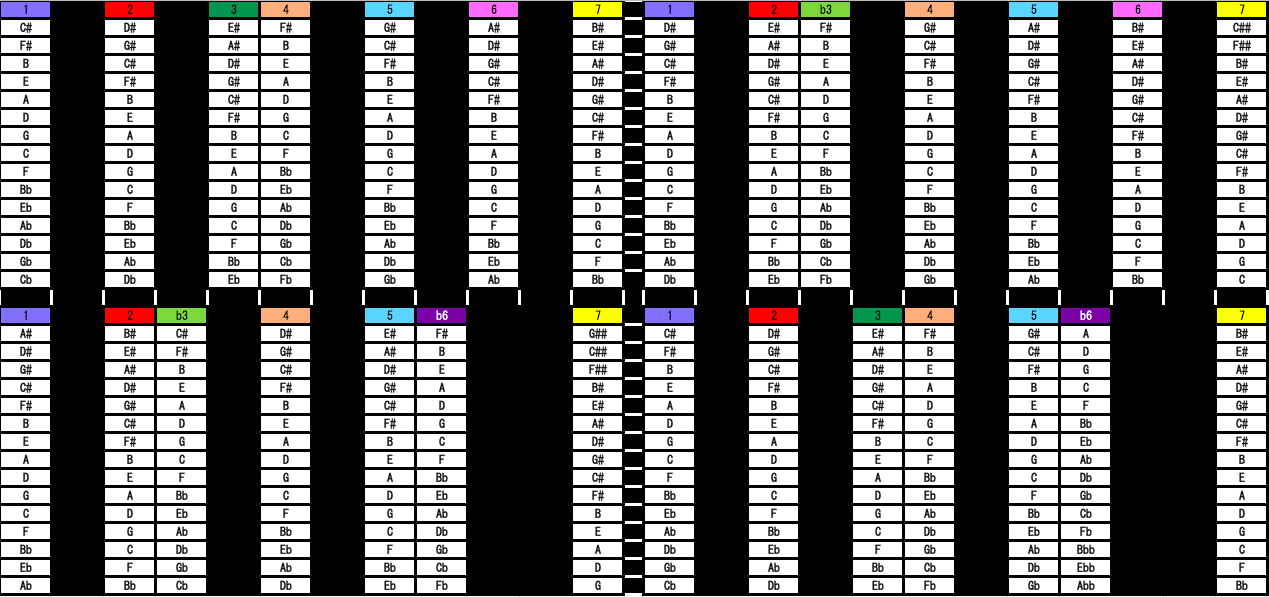 1 2 3 4 5 6 7 1 2 b3 4 5 6 7
C# D# E# F# G# A# B# D# E# F# G# A# B# C##
F# G# A# B C# D# E# G# A# B C# D# E# F##
B C# D# E F# G# A# C# D# E F# G# A# B#
E F# G# A B C# D# F# G# A B C# D# E#
A B C# D E F# G# B C# D E F# G# A#
D E F# G A B C# E F# G A B C# D#
G A B C D E F# A B C D E F# G#
C D E F G A B D E F G A B C#
F G A Bb C D E G A Bb C D E F#
Bb C D Eb F G A C D Eb F G A B
Eb F G Ab Bb C D F G Ab Bb C D E
Ab Bb C Db Eb F G Bb C Db Eb F G A
Db Eb F Gb Ab Bb C Eb F Gb Ab Bb C D
Gb Ab Bb Cb Db Eb F Ab Bb Cb Db Eb F G
Cb Db Eb Fb Gb Ab Bb Db Eb Fb Gb Ab Bb C
1 2 b3 4 5 b6 7 1 2 3 4 5 b6 7
A# B# C# D# E# F# G## C# D# E# F# G# A B#
D# E# F# G# A# B C## F# G# A# B C# D E#
G# A# B C# D# E F## B C# D# E F# G A#
C# D# E F# G# A B# E F# G# A B C D#
F# G# A B C# D E# A B C# D E F G#
B C# D E F# G A# D E F# G A Bb C#
E F# G A B C D# G A B C D Eb F#
A B C D E F G# C D E F G Ab B
D E F G A Bb C# F G A Bb C Db E
G A Bb C D Eb F# Bb C D Eb F Gb A
C D Eb F G Ab B Eb F G Ab Bb Cb D
F G Ab Bb C Db E Ab Bb C Db Eb Fb G
Bb C Db Eb F Gb A Db Eb F Gb Ab Bbb C
Eb F Gb Ab Bb Cb D Gb Ab Bb Cb Db Ebb F
Ab Bb Cb Db Eb Fb G Cb Db Eb Fb Gb Abb Bb